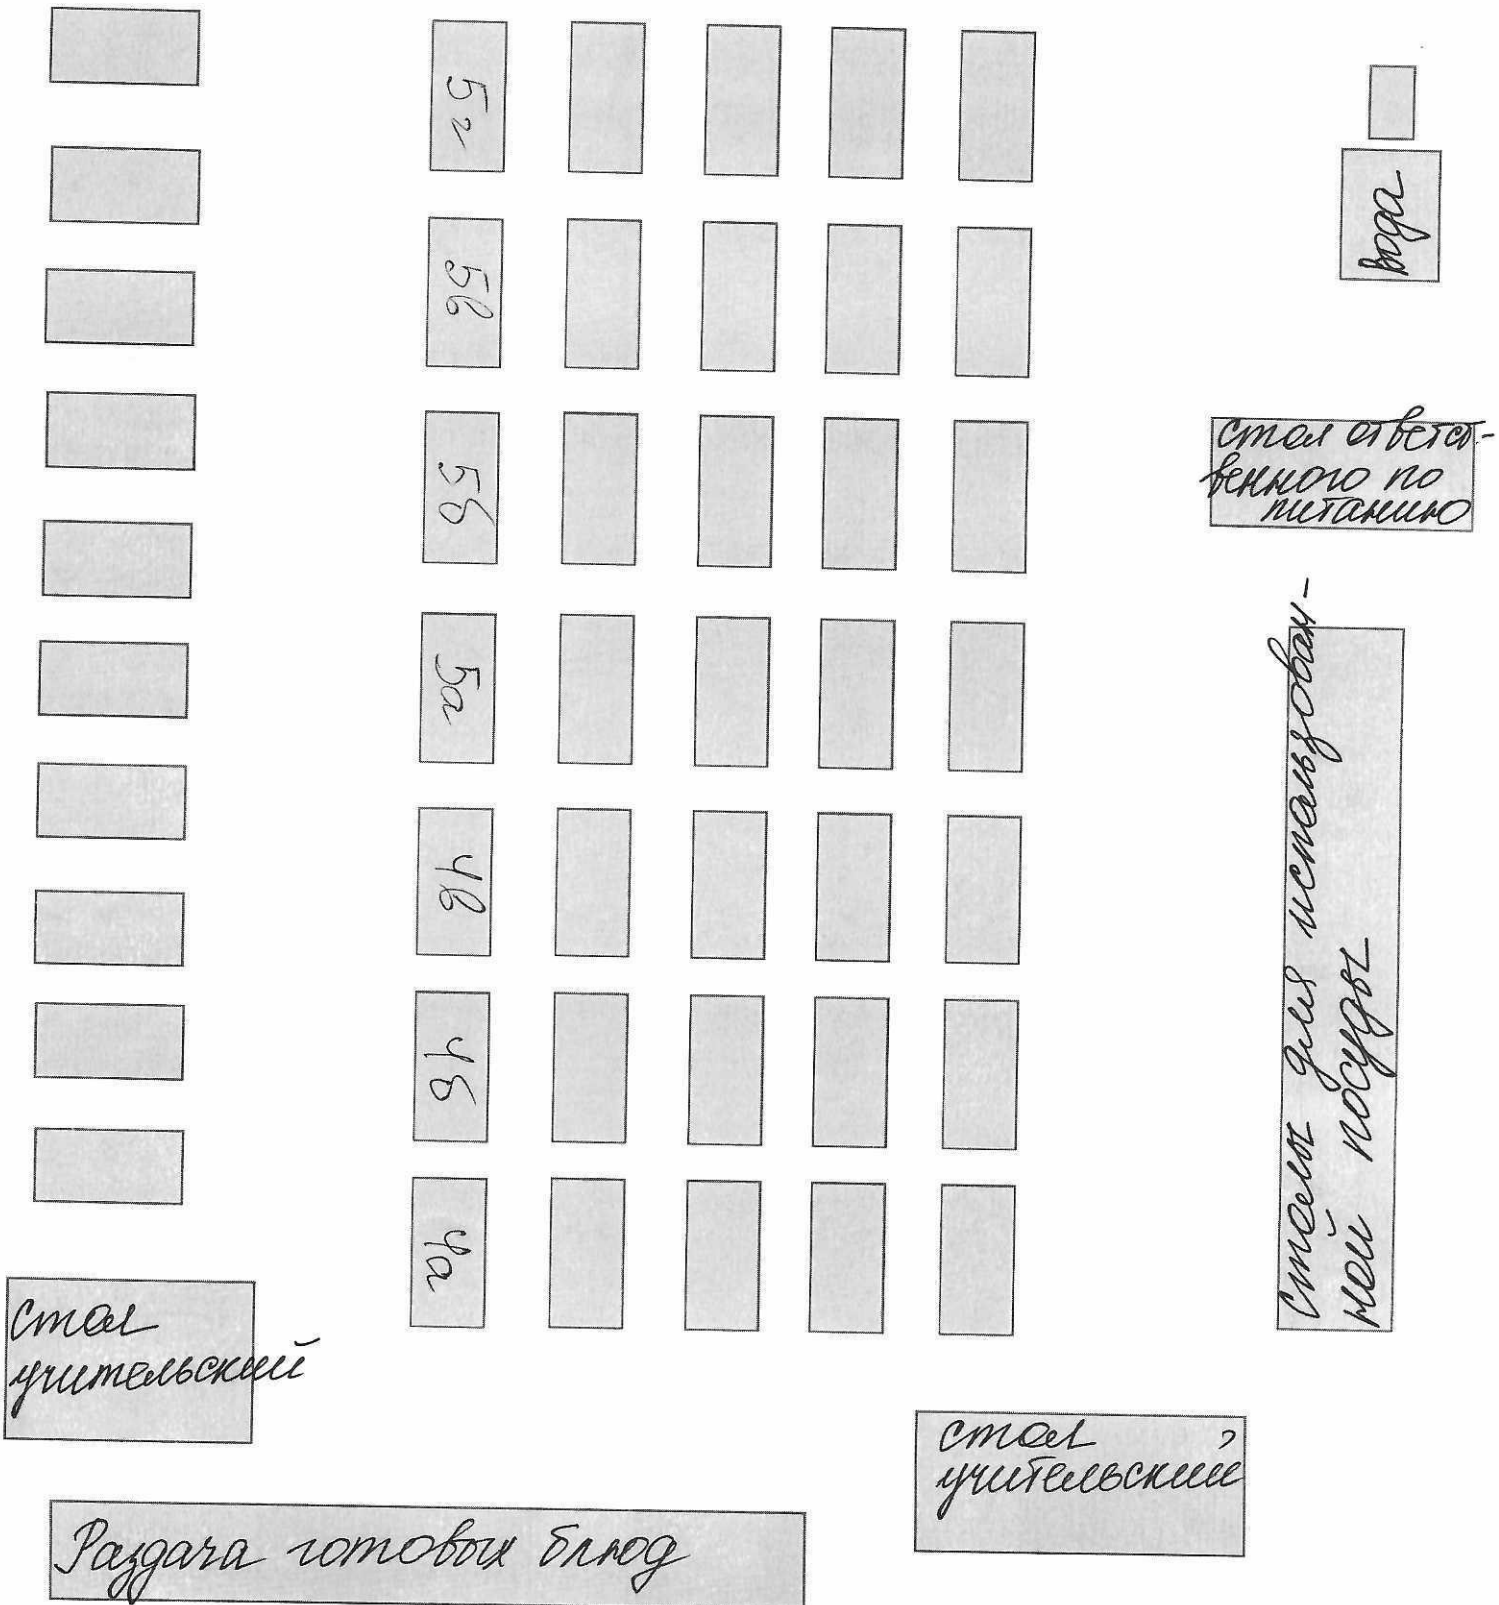 5г
5в
5б
5а
4в
4б
4а
вода
стол ответст-
венного по
питанию
столы для использован-
ной посуды
стол
учительский
стол
учительский
Раздача готовых блюд